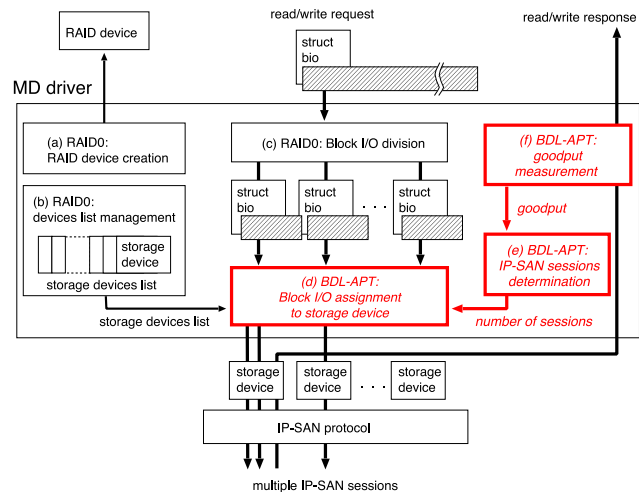 read/write request
read/write response
RAID device
struct
bio
MD driver
(a) RAID0:
RAID device creation
(c) RAID0: Block I/O division
(f) BDL-APT:
goodput
measurement
(b) RAID0:
devices list management
storage
device
storage devices list
struct
bio
struct
bio
. . .
struct
bio
goodput
(e) BDL-APT:
IP-SAN sessions
determination
(d) BDL-APT:
Block I/O assignment
to storage device
storage devices list
number of sessions
storage
device
storage
device
. . .
storage
device
IP-SAN protocol
multiple IP-SAN sessions